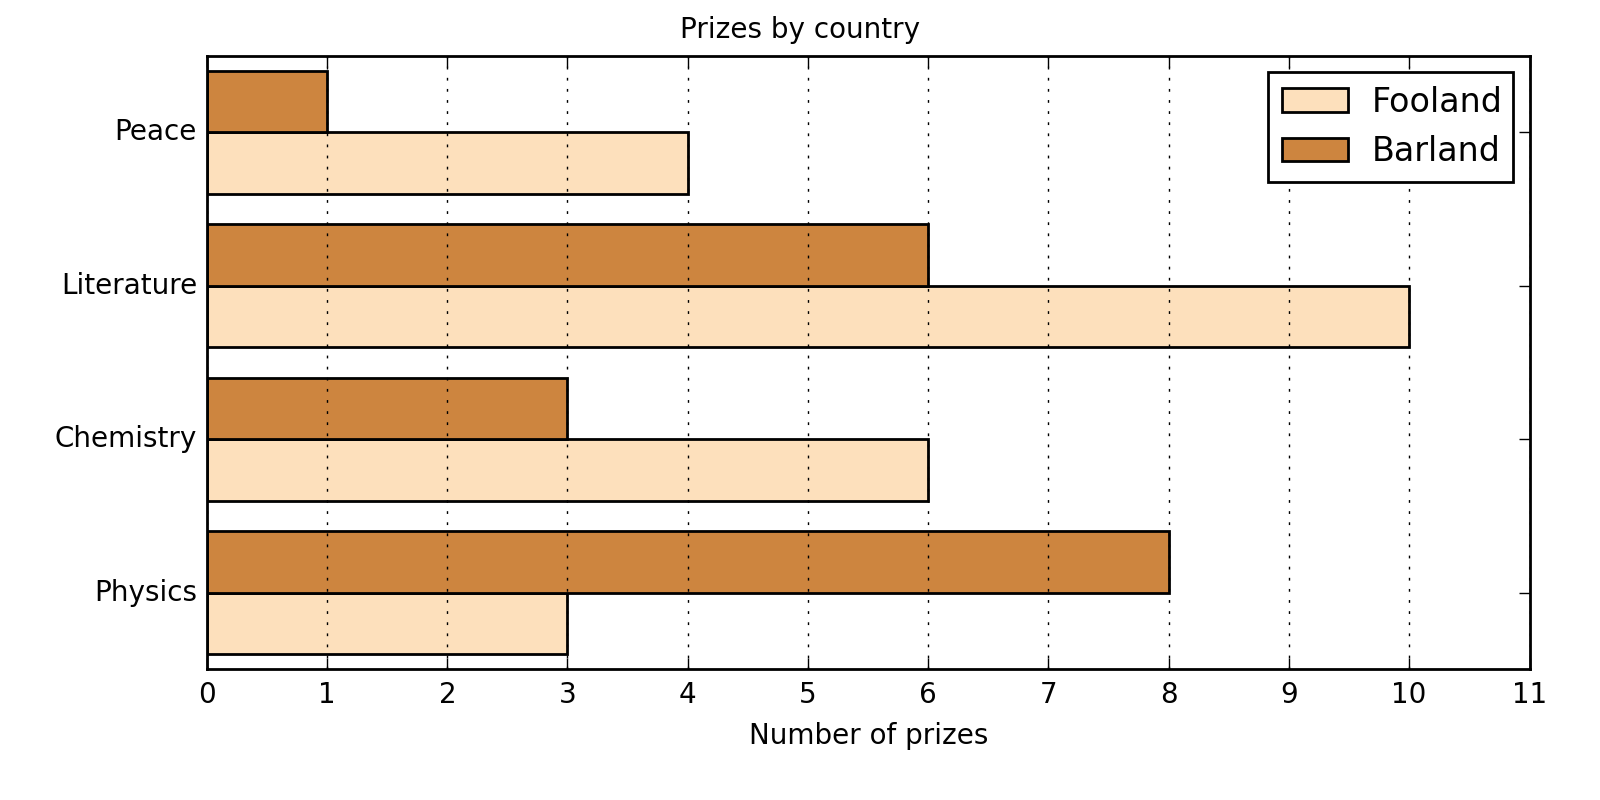 Prizes by country
Fooland
Barland
Peace
Literature
Chemistry
Physics
0 1 2 3 4 5 6 7 8 9 10 11
Number of prizes